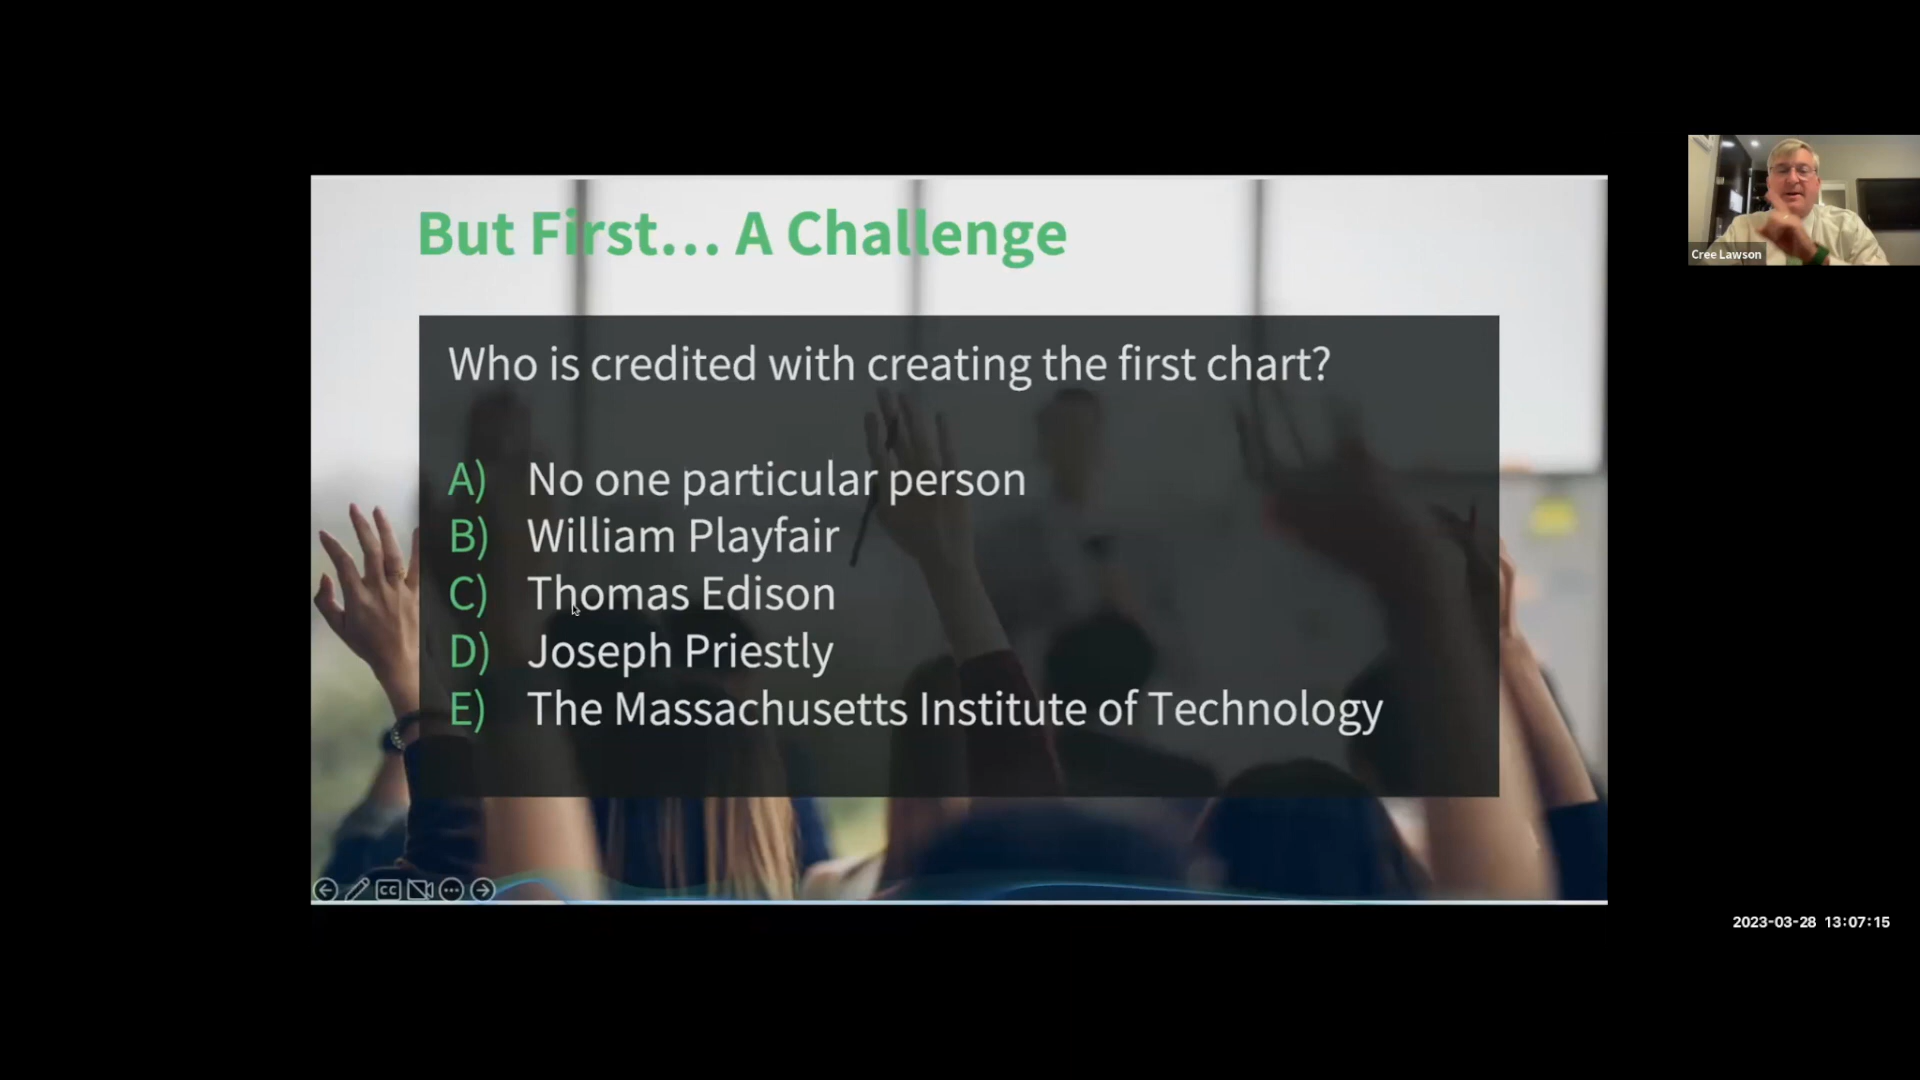 But First... A Challenge
Who is credited with creating the first chart?
A) No one particular person
B) William Playfair
C) Thomas Edison
D) Joseph Priestly
E) The Massachusetts Institute of Technology
CC
Cree Lawson
2023-03-28 13:07:15